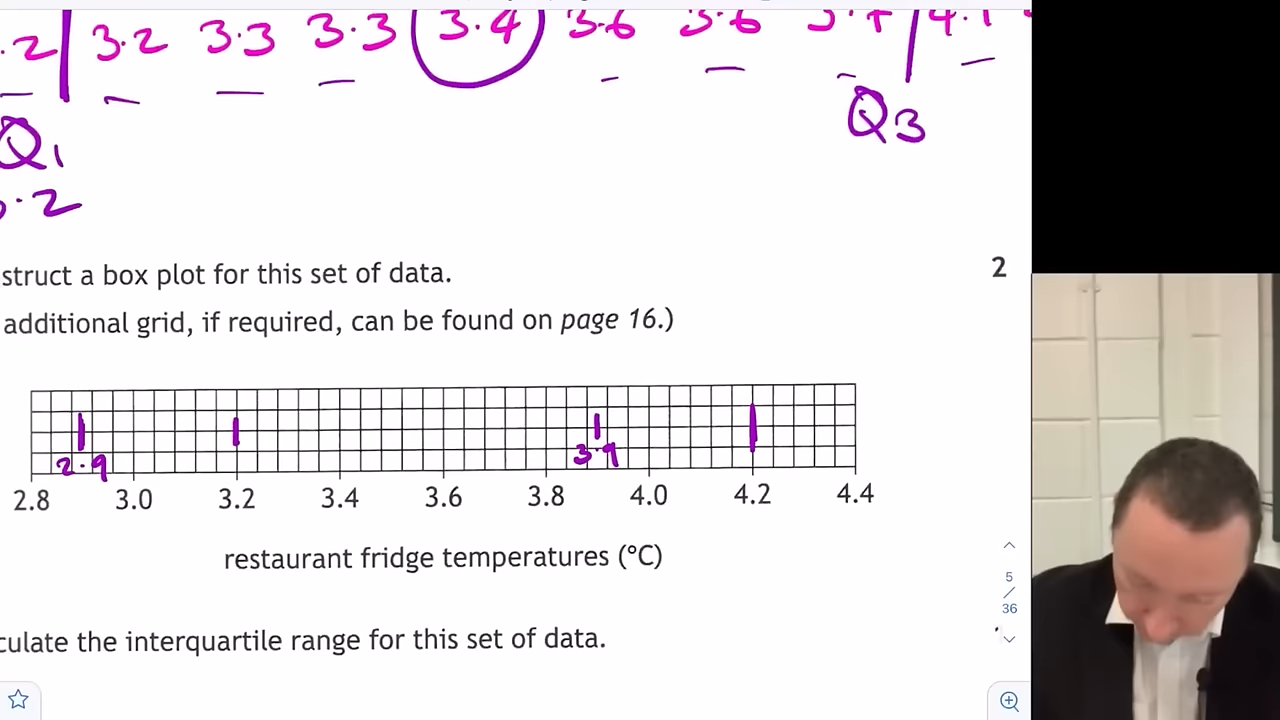 .2 3.2 3.3 3.3 3.4 3.6 3.6 4.1
Q1 Q3
.2
struct a box plot for this set of data. 2
additional grid, if required, can be found on page 16.)
2.9 3.9
2.8 3.0 3.2 3.4 3.6 3.8 4.0 4.2 4.4
restaurant fridge temperatures (°C)
5
/
36
culate the interquartile range for this set of data.